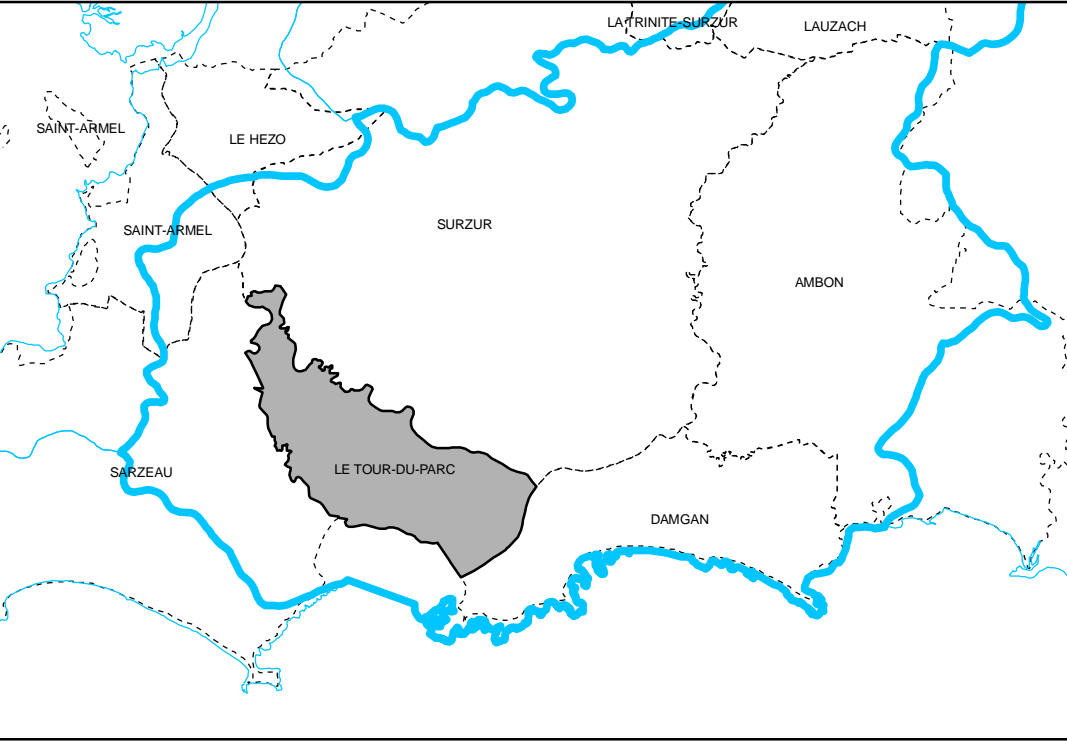 LA TRINITE-SURZUR
LAUZACH
SAINT-ARMEL
LE HEZO
SURZUR
SAINT-ARMEL
AMBON
LE TOUR-DU-PARC
SARZEAU
DAMGAN